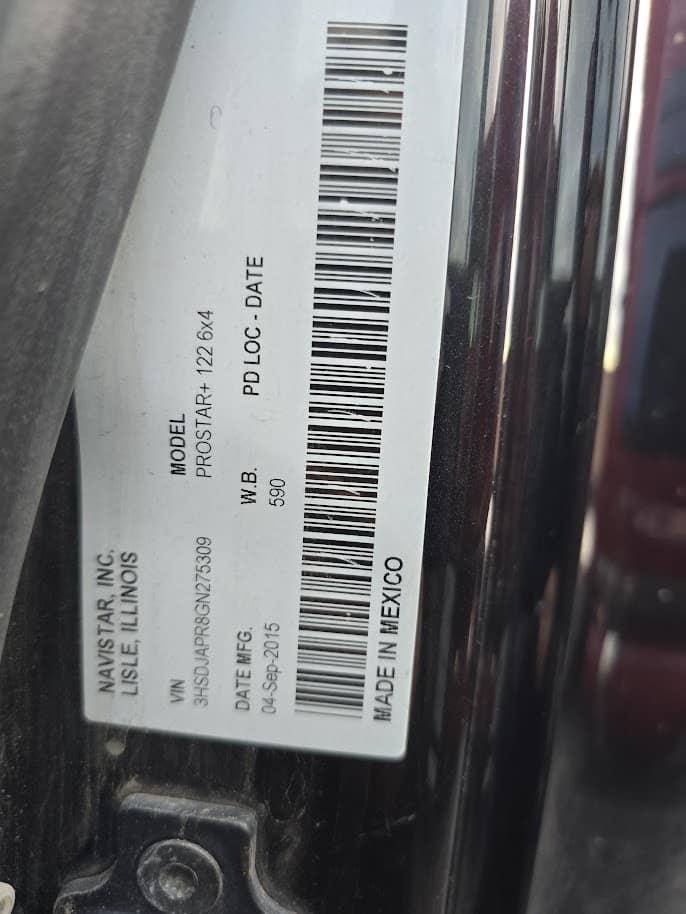 NAVISTAR, INC.
LISLE, ILLINOIS
VIN MODEL
3HSDJAPR8GN275309 PROSTAR+ 122 6x4
DATE MFG. W.B. PD LOC - DATE
04-Sep-2015 590
MADE IN MEXICO